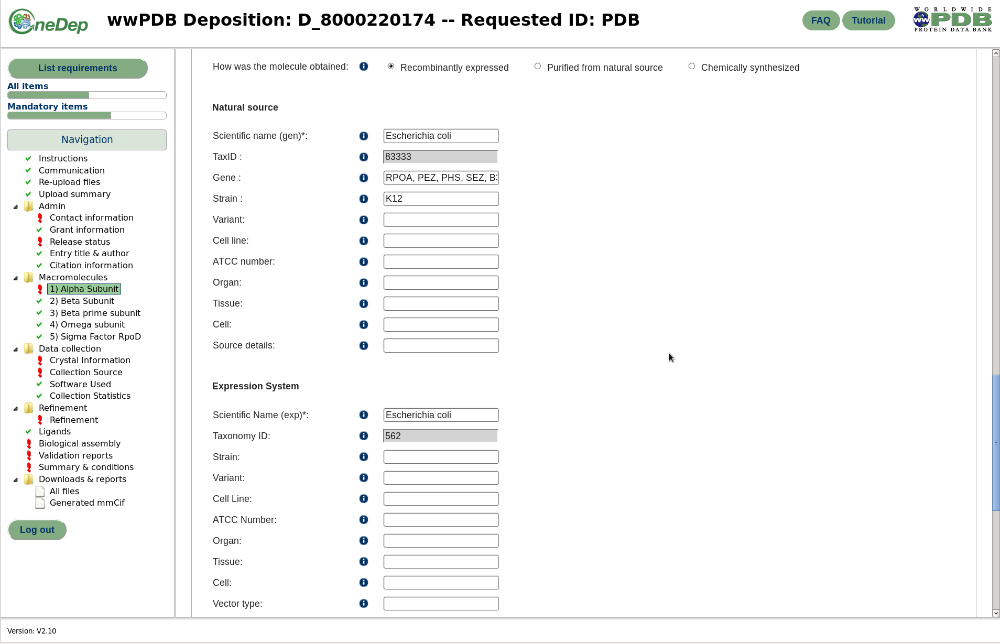 neDep
wwPDB Deposition: D_8000220174 -- Requested ID: PDB
FAQ
Tutorial
WORLDWIDE
WW PDB
PROTEIN DATA BANK
List requirements
All items
Mandatory items
Navigation
Instructions
Communication
Re-upload files
Upload summary
Admin
Contact information
Grant information
Release status
Entry title & author
Citation information
Macromolecules
1) Alpha Subunit
2) Beta Subunit
3) Beta prime subunit
4) Omega subunit
5) Sigma Factor RpoD
Data collection
Crystal Information
Collection Source
Software Used
Collection Statistics
Refinement
Refinement
Ligands
Biological assembly
Validation reports
Summary & conditions
Downloads & reports
All files
Generated mmCif
Log out
How was the molecule obtained: Recombinantly expressed Purified from natural source Chemically synthesized
Natural source
Scientific name (gen)*: Escherichia coli
TaxID : 83333
Gene : RPOA, PEZ, PHS, SEZ,
Strain : K12
Variant:
Cell line:
ATCC number:
Organ:
Tissue:
Cell:
Source details:
Expression System
Scientific Name (exp)*: Escherichia coli
Taxonomy ID: 562
Strain:
Variant:
Cell Line:
ATCC Number:
Organ:
Tissue:
Cell:
Vector type:
Version: V2.10